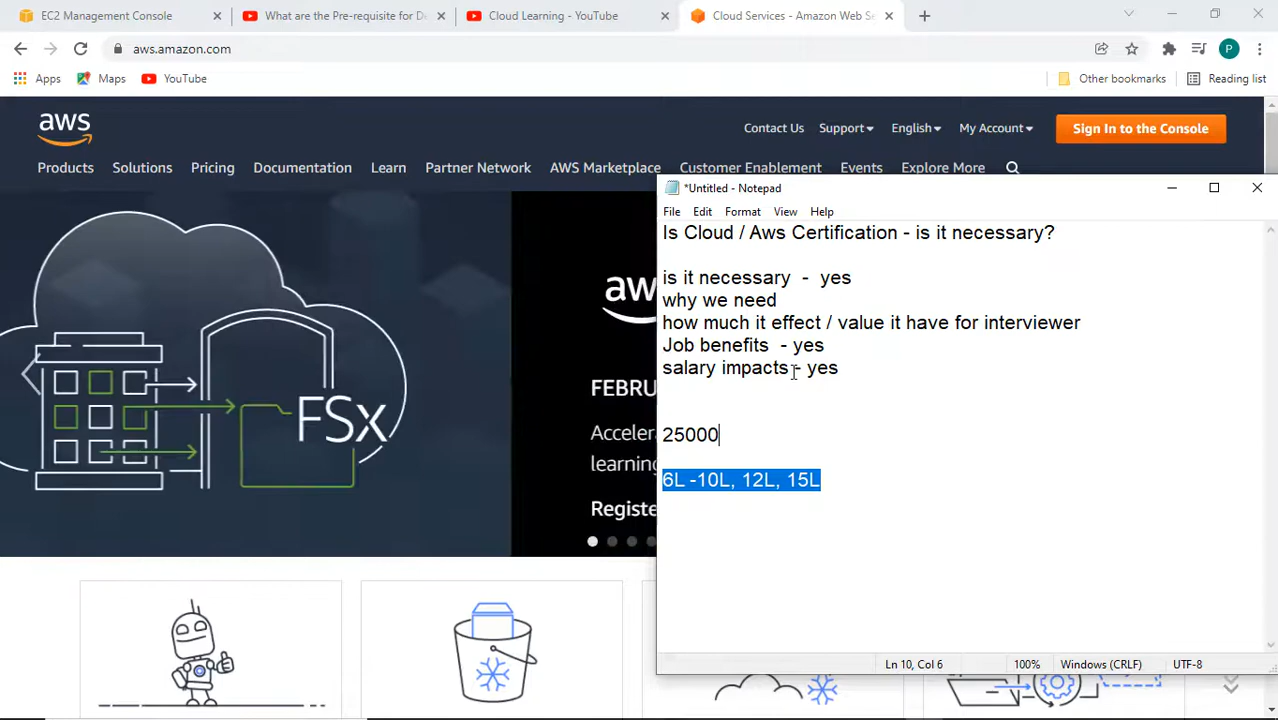 EC2 Management Console
What are the Pre-requisite for De
Cloud Learning - YouTube
Cloud Services - Amazon Web Se
aws.amazon.com
P
Apps
Maps
YouTube
Other bookmarks
Reading list
aws
Contact Us
Support
English
My Account
Sign In to the Console
Products
Solutions
Pricing
Documentation
Learn
Partner Network
AWS Marketplace
Customer Enablement
Events
Explore More
*Untitled - Notepad
File Edit Format View Help
Is Cloud / Aws Certification - is it necessary?
is it necessary - yes
why we need
how much it effect / value it have for interviewer
Job benefits - yes
salary impacts - yes
25000
6L -10L, 12L, 15L
Ln 10, Col 6
100%
Windows (CRLF)
UTF-8
FSx
aw
FEBRU
Accelera
learning
Register